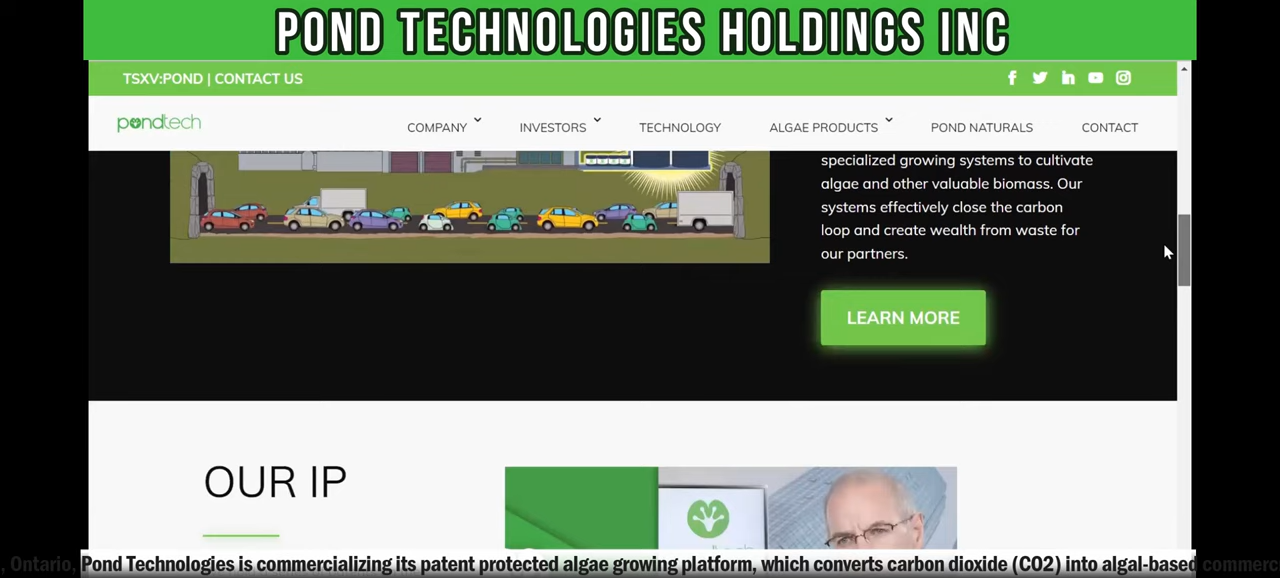 POND TECHNOLOGIES HOLDINGS INC
TSXV:POND | CONTACT US
pondtech
COMPANY
INVESTORS
TECHNOLOGY
ALGAE PRODUCTS
POND NATURALS
CONTACT
specialized growing systems to cultivate
algae and other valuable biomass. Our
systems effectively close the carbon
loop and create wealth from waste for
our partners.
LEARN MORE
OUR IP
, Ontario, Pond Technologies is commercializing its patent protected algae growing platform, which converts carbon dioxide (CO2) into algal-based commerc